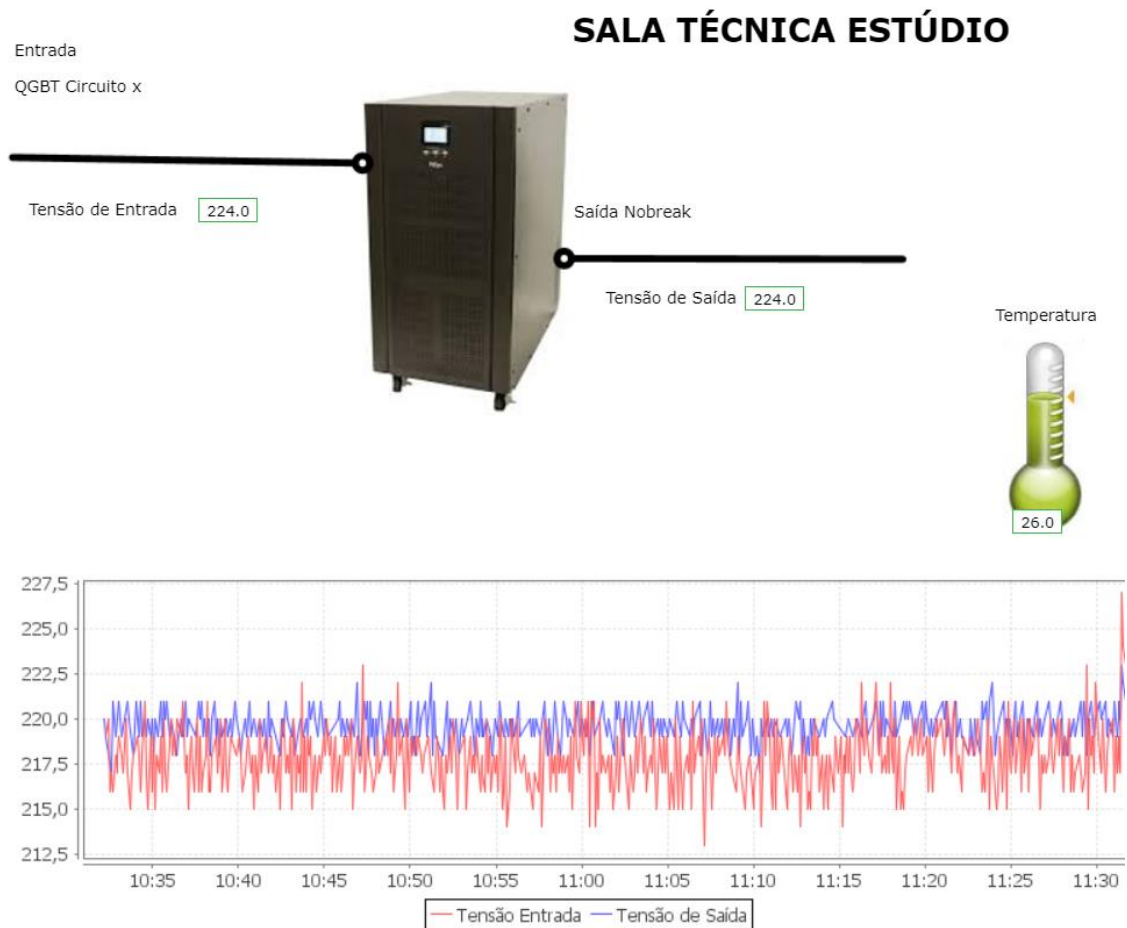 SALA TÉCNICA ESTÚDIO
Entrada
QGBT Circuito x
Tensão de Entrada 224.0
Saída Nobreak
Tensão de Saída 224.0
Temperatura
26.0
227,5
225,0
222,5
220,0
217,5
215,0
212,5
10:35 10:40 10:45 10:50 10:55 11:00 11:05 11:10 11:15 11:20 11:25 11:30
Tensão Entrada Tensão de Saída